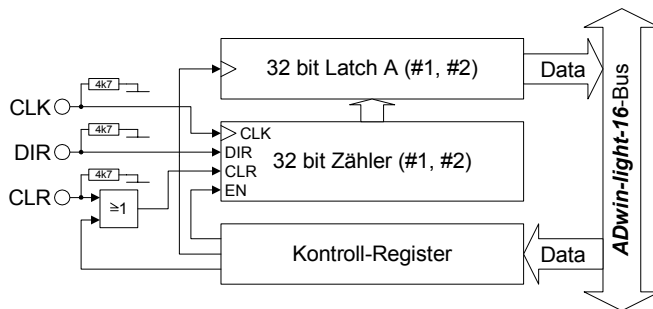 32 bit Latch A (#1, #2)
Data
4k7
CLK
4k7
DIR
4k7
CLR
≥1
CLK
DIR
CLR
EN
32 bit Zähler (#1, #2)
Kontroll-Register
Data
ADwin-light-16-Bus